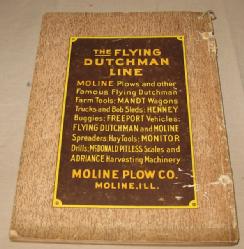 THE FLYING
DUTCHMAN
LINE
MOLINE Plows and other
Famous Flying Dutchman
Farm Tools: MANDT Wagons
Trucks and Bob Sleds: HENNEY
Buggies: FREEPORT Vehicles:
FLYING DUTCHMAN and MOLINE
Spreaders: Hay Tools: MONITOR
Drills: McDONALD PITLESS Scales and
ADRIANCE Harvesting Machinery
MOLINE PLOW CO.
MOLINE, ILL.